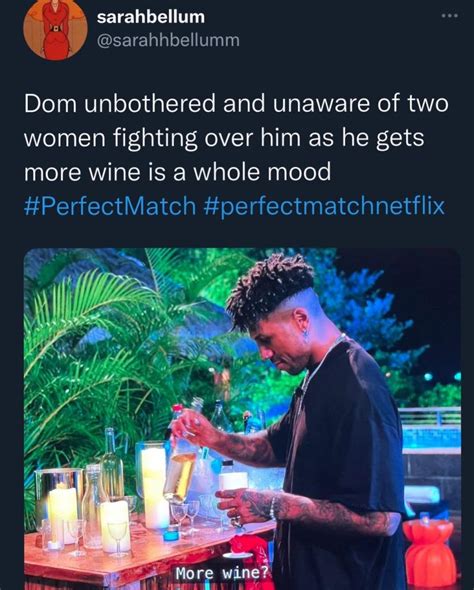 sarahbellum
@sarahhbellumm
Dom unbothered and unaware of two
women fighting over him as he gets
more wine is a whole mood
#PerfectMatch #perfectmatchnetflix
More wine?